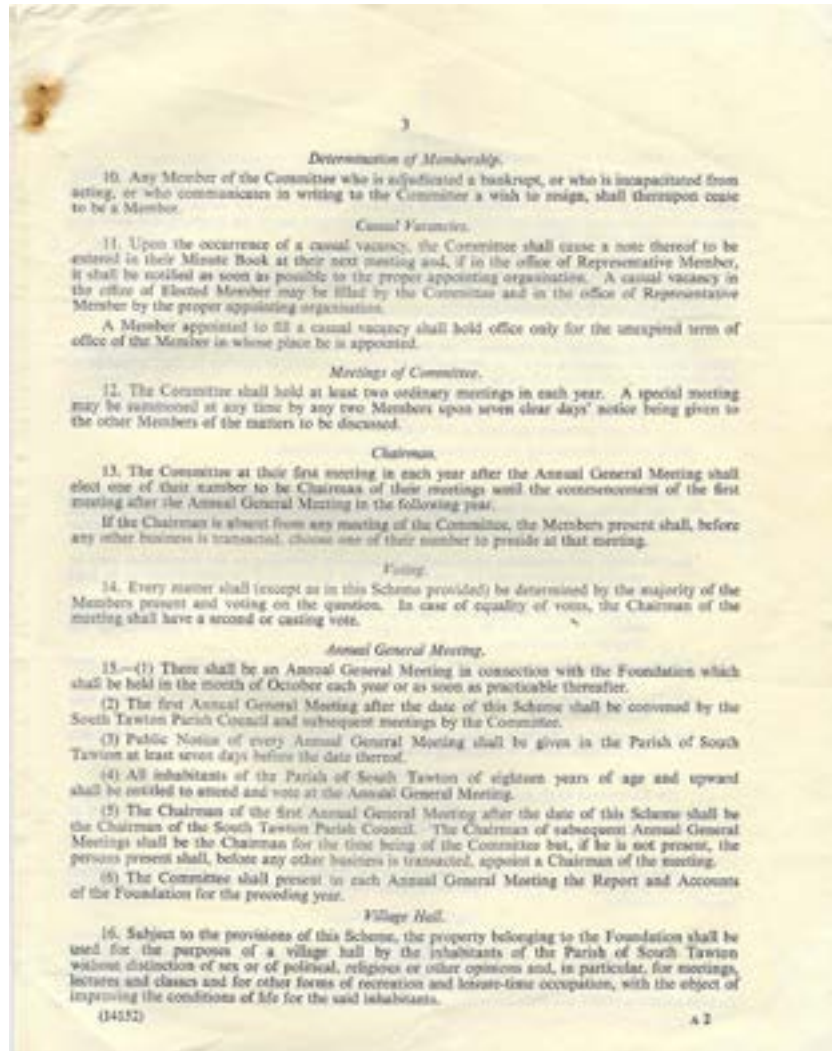 3
Determination of Membership.
10. Any Member of the Committee who is adjudicated a bankrupt, or who is incapacitated from
acting, or who communicates in writing to the Committee a wish to resign, shall thereupon cease
to be a Member.
Casual Vacancies.
11. Upon the occurrence of a casual vacancy, the Committee shall cause a note thereof to be
entered in their Minute Book at their next meeting and, if in the office of Representative Member,
it shall be notified as soon as possible to the proper appointing organisation. A casual vacancy in
the office of Elected Member may be filled by the Committee and in the office of Representative
Member by the proper appointing organisation.
A Member appointed to fill a casual vacancy shall hold office only for the unexpired term of
office of the Member in whose place he is appointed.
Meetings of Committee.
12. The Committee shall hold at least two ordinary meetings in each year. A special meeting
may be summoned at any time by any two Members upon seven clear days' notice being given to
the other Members of the matters to be discussed.
Chairman.
13. The Committee at their first meeting in each year after the Annual General Meeting shall
elect one of their number to be Chairman of their meetings until the commencement of the first
meeting after the Annual General Meeting in the following year.
If the Chairman is absent from any meeting of the Committee, the Members present shall, before
any other business is transacted, choose one of their number to preside at that meeting.
Voting.
14. Every matter shall (except as in this Scheme provided) be determined by the majority of the
Members present and voting on the question. In case of equality of votes, the Chairman of the
meeting shall have a second or casting vote.
Annual General Meeting.
15.—(1) There shall be an Annual General Meeting in connection with the Foundation which
shall be held in the month of October each year or as soon as practicable thereafter.
(2) The first Annual General Meeting after the date of this Scheme shall be convened by the
South Tawton Parish Council and subsequent meetings by the Committee.
(3) Public Notice of every Annual General Meeting shall be given in the Parish of South
Tawton at least seven days before the date thereof.
(4) All inhabitants of the Parish of South Tawton of eighteen years of age and upward
shall be entitled to attend and vote at the Annual General Meeting.
(5) The Chairman of the first Annual General Meeting after the date of this Scheme shall be
the Chairman of the South Tawton Parish Council. The Chairman of subsequent Annual General
Meetings shall be the Chairman for the time being of the Committee but, if he is not present, the
persons present shall, before any other business is transacted, appoint a Chairman of the meeting.
(6) The Committee shall present to each Annual General Meeting the Report and Accounts
of the Foundation for the preceding year.
Village Hall.
16. Subject to the provisions of this Scheme, the property belonging to the Foundation shall be
used for the purposes of a village hall by the inhabitants of the Parish of South Tawton
without distinction of sex or of political, religious or other opinions and, in particular, for meetings,
lectures and classes and for other forms of recreation and leisure-time occupation, with the object of
improving the conditions of life for the said inhabitants.
(14152)
A 2